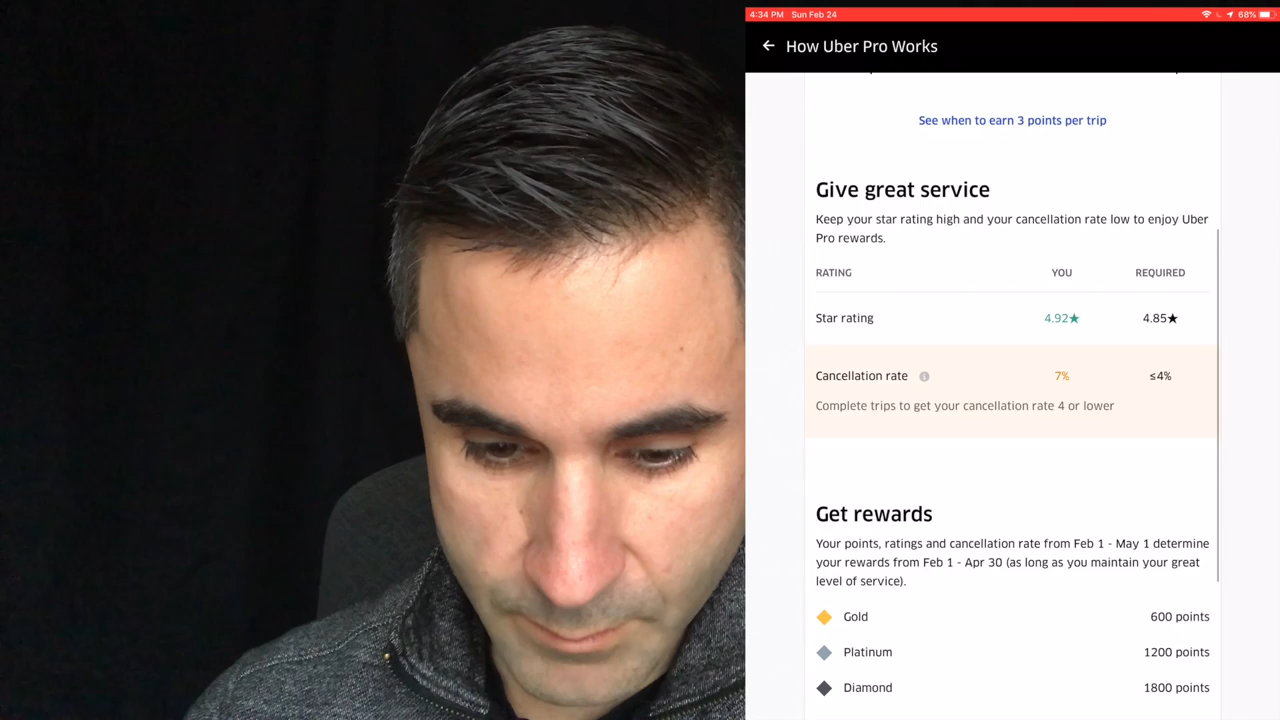 4:34 PM Sun Feb 24 68%
How Uber Pro Works
See when to earn 3 points per trip
Give great service
Keep your star rating high and your cancellation rate low to enjoy Uber
Pro rewards.
RATING YOU REQUIRED
Star rating 4.92★ 4.85★
Cancellation rate 7% ≤4%
Complete trips to get your cancellation rate 4 or lower
Get rewards
Your points, ratings and cancellation rate from Feb 1 - May 1 determine
your rewards from Feb 1 - Apr 30 (as long as you maintain your great
level of service).
Gold 600 points
Platinum 1200 points
Diamond 1800 points